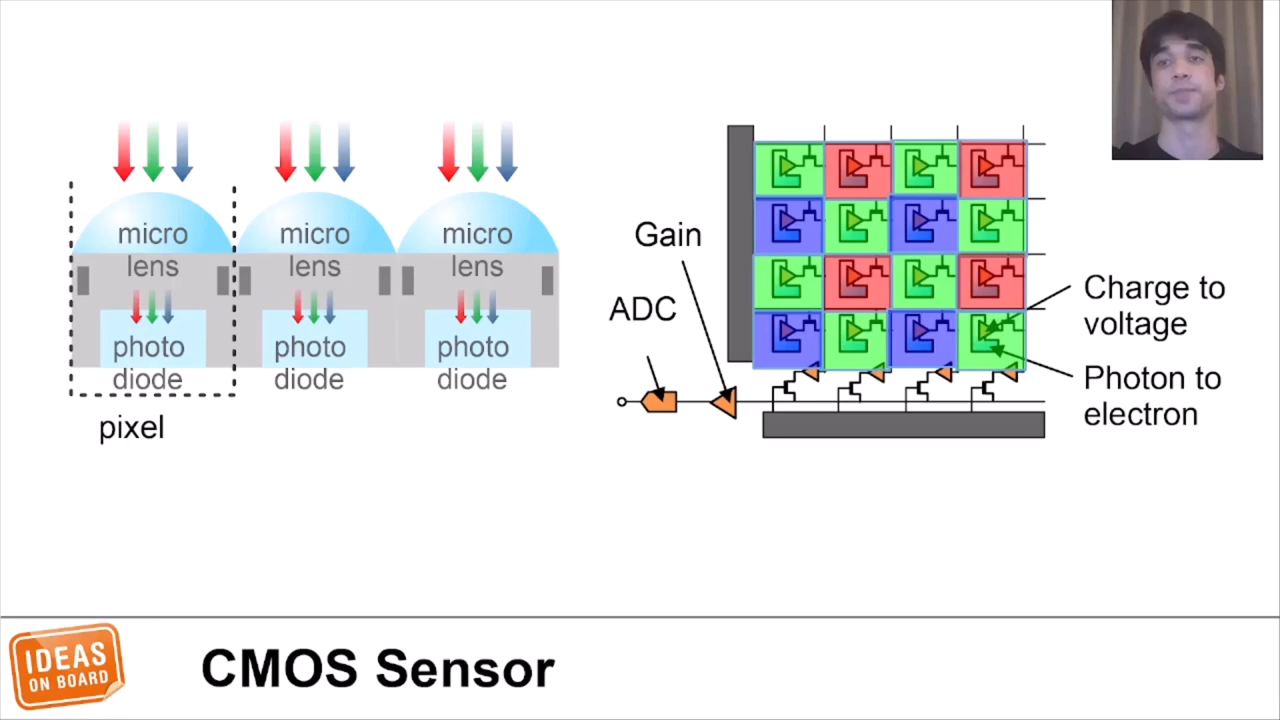 micro
lens
photo
diode
micro
lens
photo
diode
micro
lens
photo
diode
pixel
Gain
ADC
Charge to
voltage
Photon to
electron
IDEAS
ON BOARD
CMOS Sensor